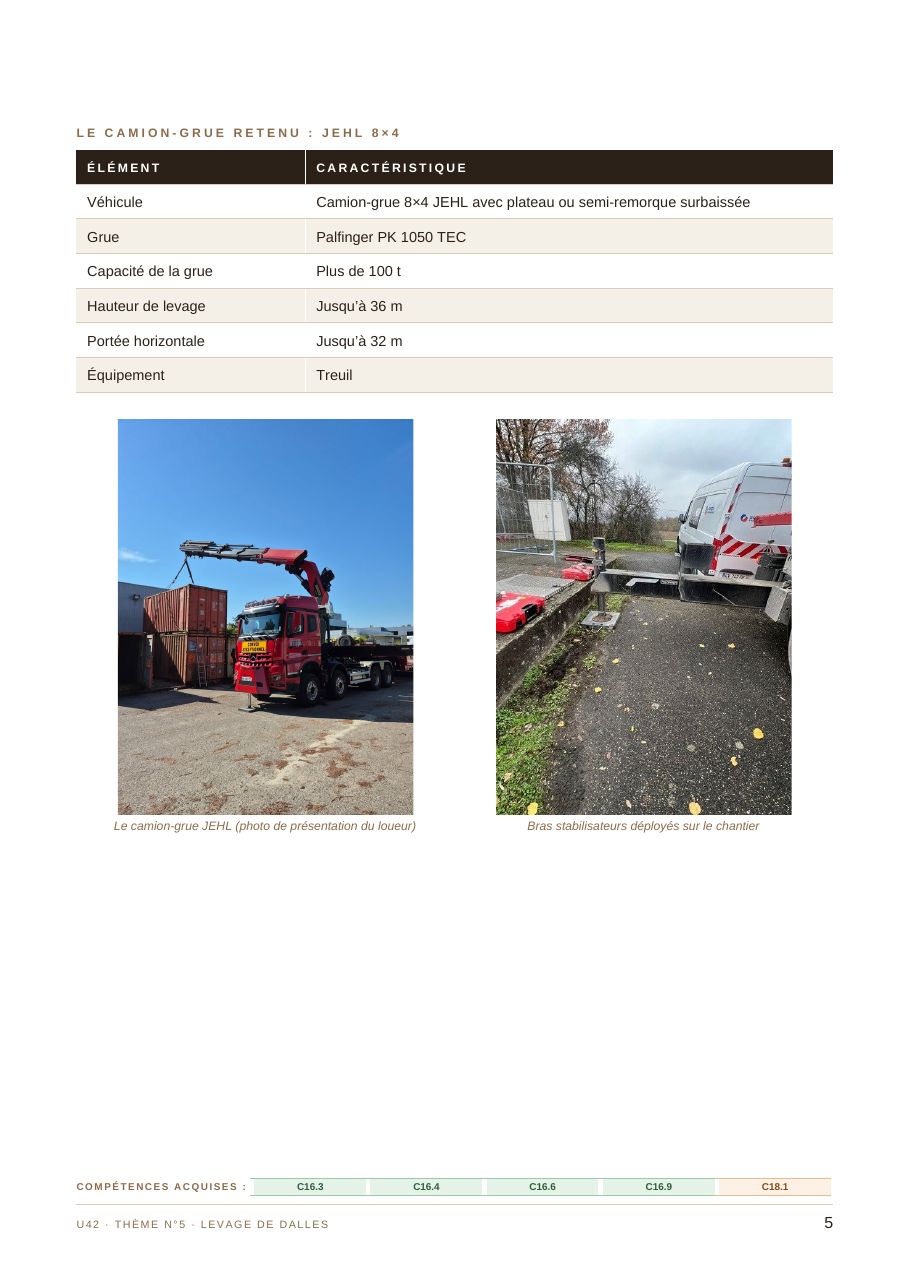 LE CAMION-GRUE RETENU : JEHL 8×4
ÉLÉMENT CARACTÉRISTIQUE
Véhicule Camion-grue 8×4 JEHL avec plateau ou semi-remorque surbaissée
Grue Palfinger PK 1050 TEC
Capacité de la grue Plus de 100 t
Hauteur de levage Jusqu’à 36 m
Portée horizontale Jusqu’à 32 m
Équipement Treuil
CONVOI
EXCEPTIONNEL
Le camion-grue JEHL (photo de présentation du loueur) Bras stabilisateurs déployés sur le chantier
COMPÉTENCES ACQUISES : C16.3 C16.4 C16.6 C16.9 C18.1
U42 · THÈME N°5 · LEVAGE DE DALLES 5